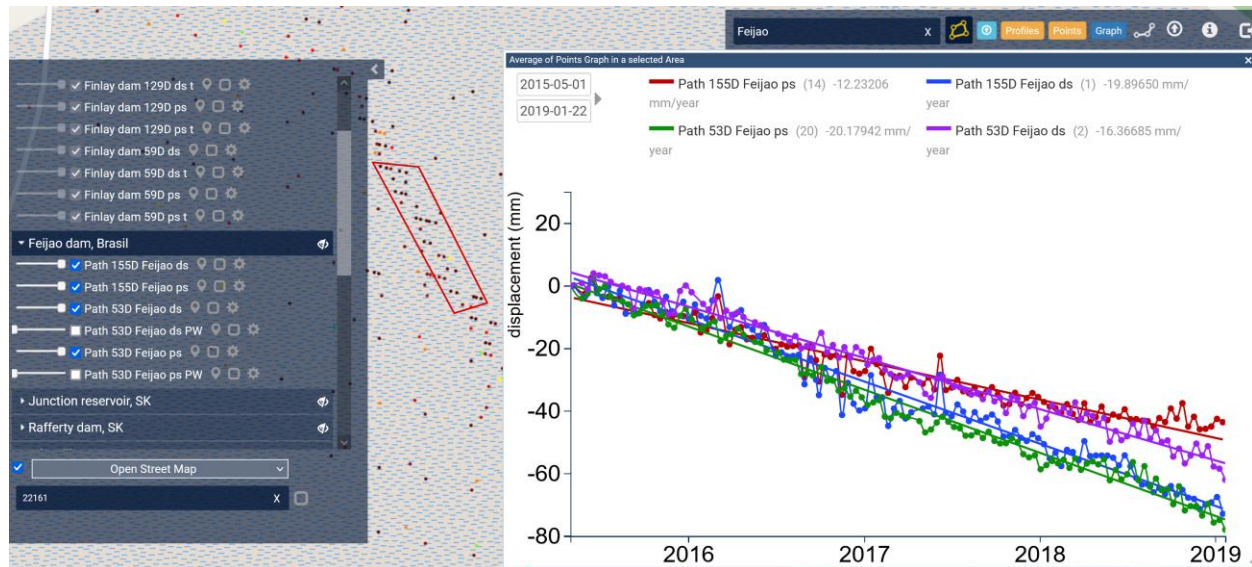 Feijao X Profiles Points Graph
Finlay dam 129D ds t
Finlay dam 129D ps
Finlay dam 129D ps t
Finlay dam 59D ds
Finlay dam 59D ds t
Finlay dam 59D ps
Finlay dam 59D ps t
Feijao dam, Brasil
Path 155D Feijao ds
Path 155D Feijao ps
Path 53D Feijao ds
Path 53D Feijao ds PW
Path 53D Feijao ps
Path 53D Feijao ps PW
Junction reservoir, SK
Rafferty dam, SK
Open Street Map
22161 X
Average of Points Graph in a selected Area
2015-05-01
2019-01-22
Path 155D Feijao ps (14) -12.23206
mm/year
Path 155D Feijao ds (1) -19.89650 mm/
year
Path 53D Feijao ps (20) -20.17942 mm/
year
Path 53D Feijao ds (2) -16.36685 mm/
year
displacement (mm)
20
0
-20
-40
-60
-80
2016 2017 2018 2019